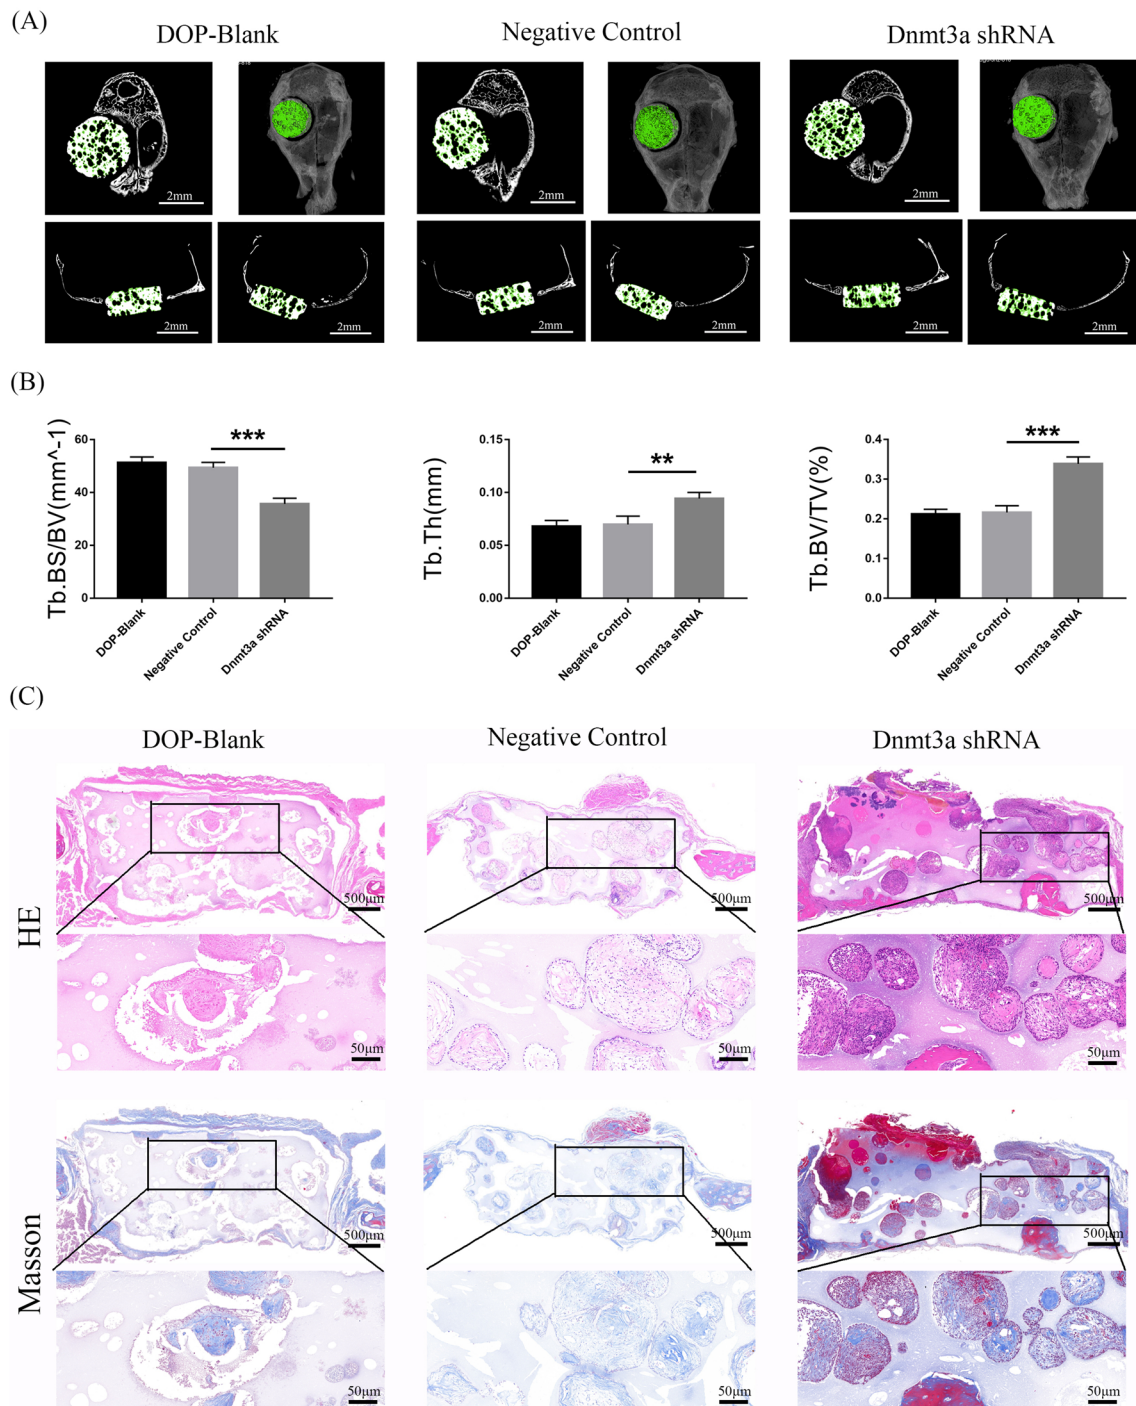 (A)
DOP-Blank
Negative Control
Dnmt3a shRNA
2mm
2mm
2mm
2mm
2mm
2mm
2mm
2mm
2mm
(B)
Tb.BS/BV(mm^-1)
60
40
20
0
***
DOP-Blank
Negative Control
Dnmt3a shRNA
Tb.Th(mm)
0.15
0.10
0.05
0.00
**
DOP-Blank
Negative Control
Dnmt3a shRNA
Tb.BV/TV(%)
0.4
0.3
0.2
0.1
0.0
***
DOP-Blank
Negative Control
Dnmt3a shRNA
(C)
DOP-Blank
Negative Control
Dnmt3a shRNA
HE
500μm
500μm
500μm
50μm
50μm
50μm
Masson
500μm
500μm
500μm
50μm
50μm
50μm